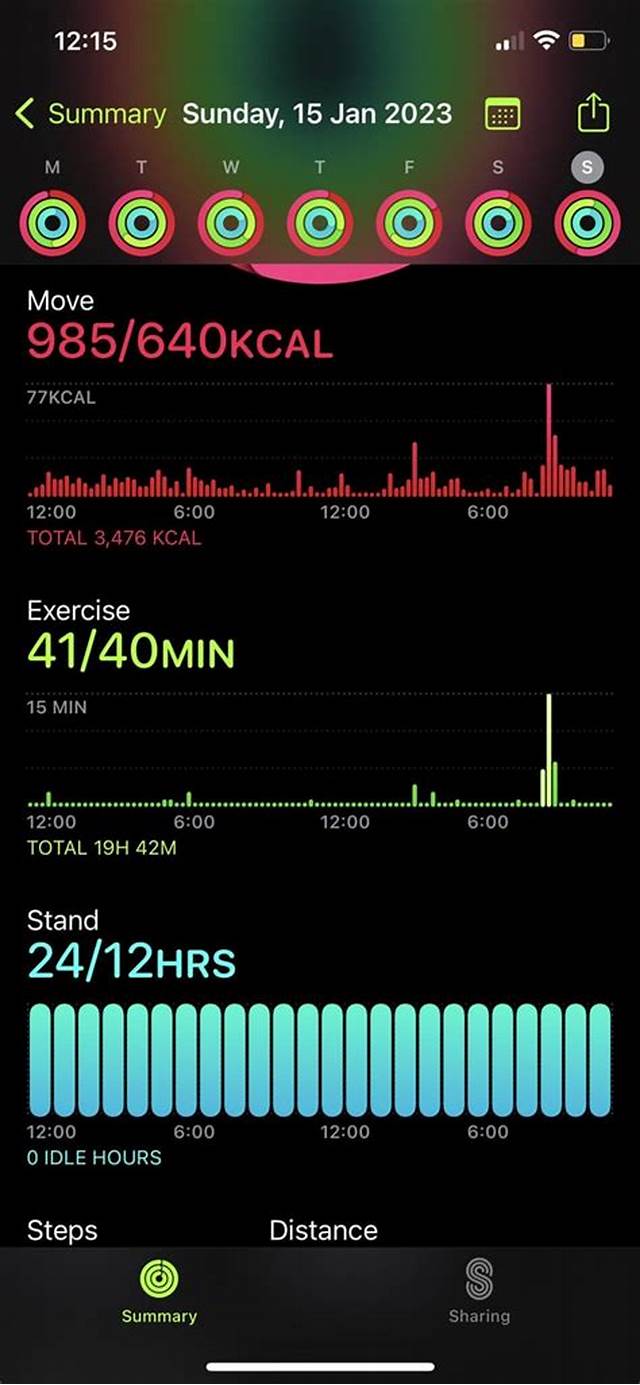 12:15
Summary Sunday, 15 Jan 2023
M T W T F S S
Move
985/640KCAL
77KCAL
12:00 6:00 12:00 6:00
TOTAL 3,476 KCAL
Exercise
41/40MIN
15 MIN
12:00 6:00 12:00 6:00
TOTAL 19H 42M
Stand
24/12HRS
12:00 6:00 12:00 6:00
0 IDLE HOURS
Steps Distance
Summary Sharing